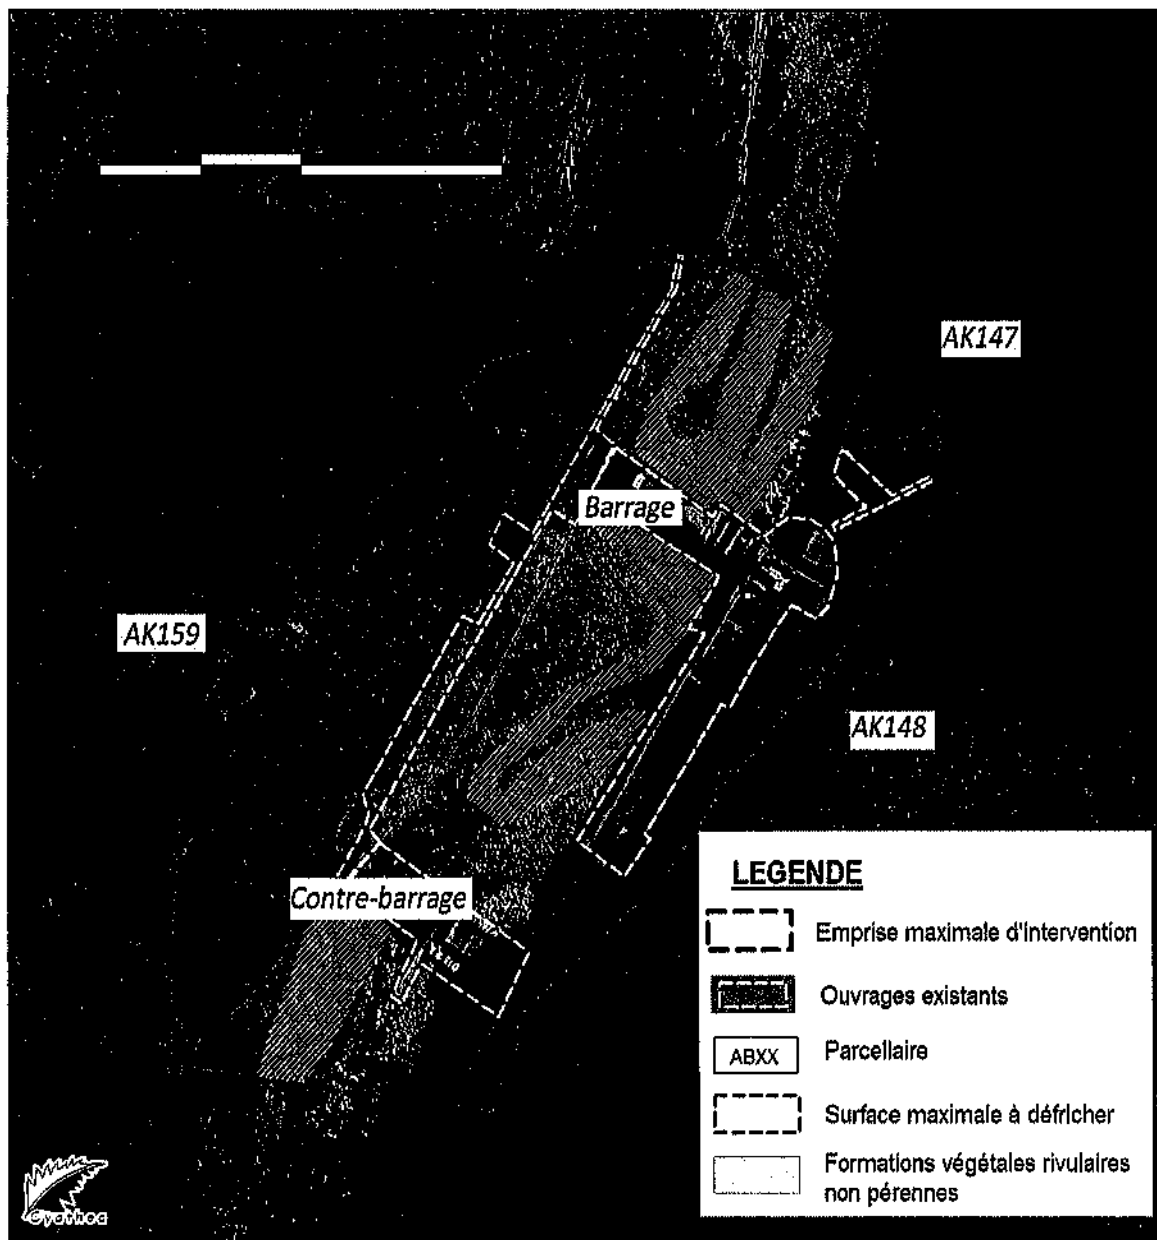 AK147
Barrage
AK159
AK148
Contre-barrage
LEGENDE
Emprise maximale d'intervention
Ouvrages existants
ABXX
Parcellaire
Surface maximale à défricher
Formations végétales rivulaires
non pérennes
Cyathea